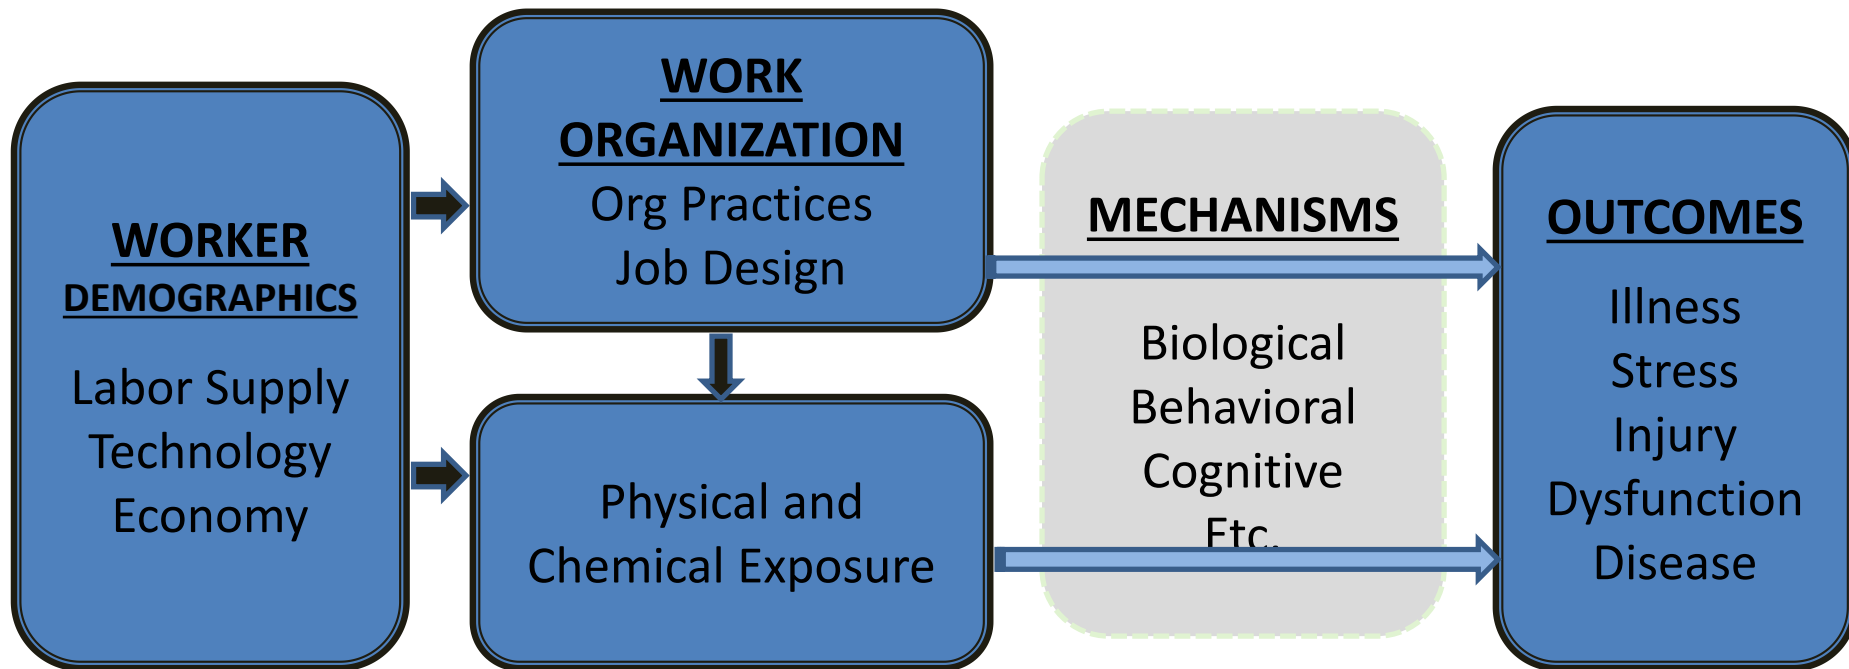 WORKER
DEMOGRAPHICS
Labor Supply
Technology
Economy
WORK
ORGANIZATION
Org Practices
Job Design
Physical and
Chemical Exposure
MECHANISMS
Biological
Behavioral
Cognitive
Etc.
OUTCOMES
Illness
Stress
Injury
Dysfunction
Disease